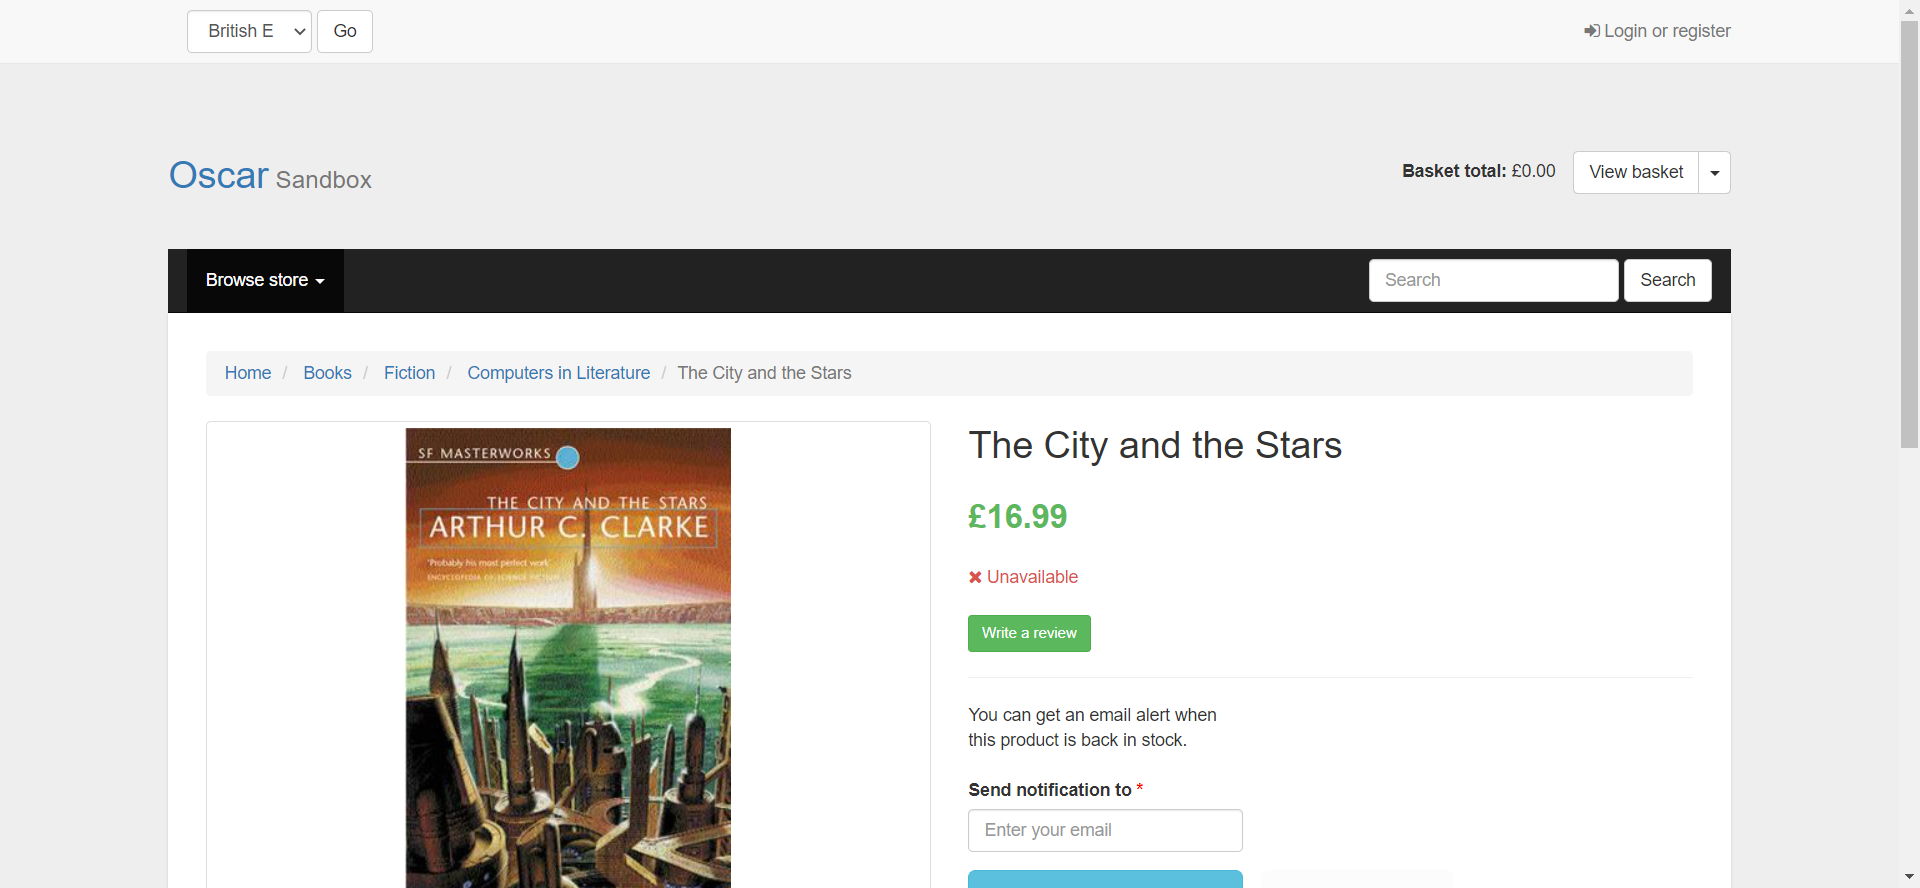 British E
Go
Login or register
Oscar Sandbox
Basket total: £0.00
View basket
Browse store
Search
Search
Home / Books / Fiction / Computers in Literature / The City and the Stars
SF MASTERWORKS
THE CITY AND THE STARS
ARTHUR C. CLARKE
'Probably his most perfect work'
ENCYCLOPEDIA OF SCIENCE FICTION
The City and the Stars
£16.99
Unavailable
Write a review
You can get an email alert when
this product is back in stock.
Send notification to *
Enter your email